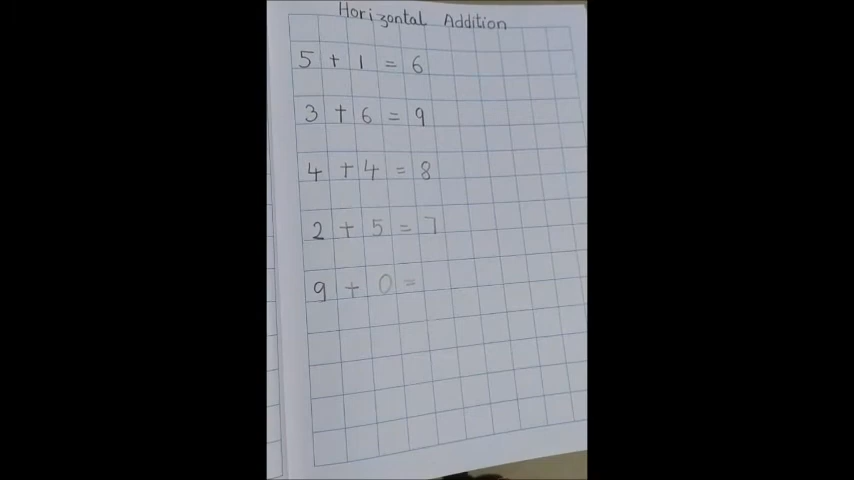 Horizontal Addition
5 + 1 = 6
3 + 6 = 9
4 + 4 = 8
2 + 5 = 7
9 + 0 =